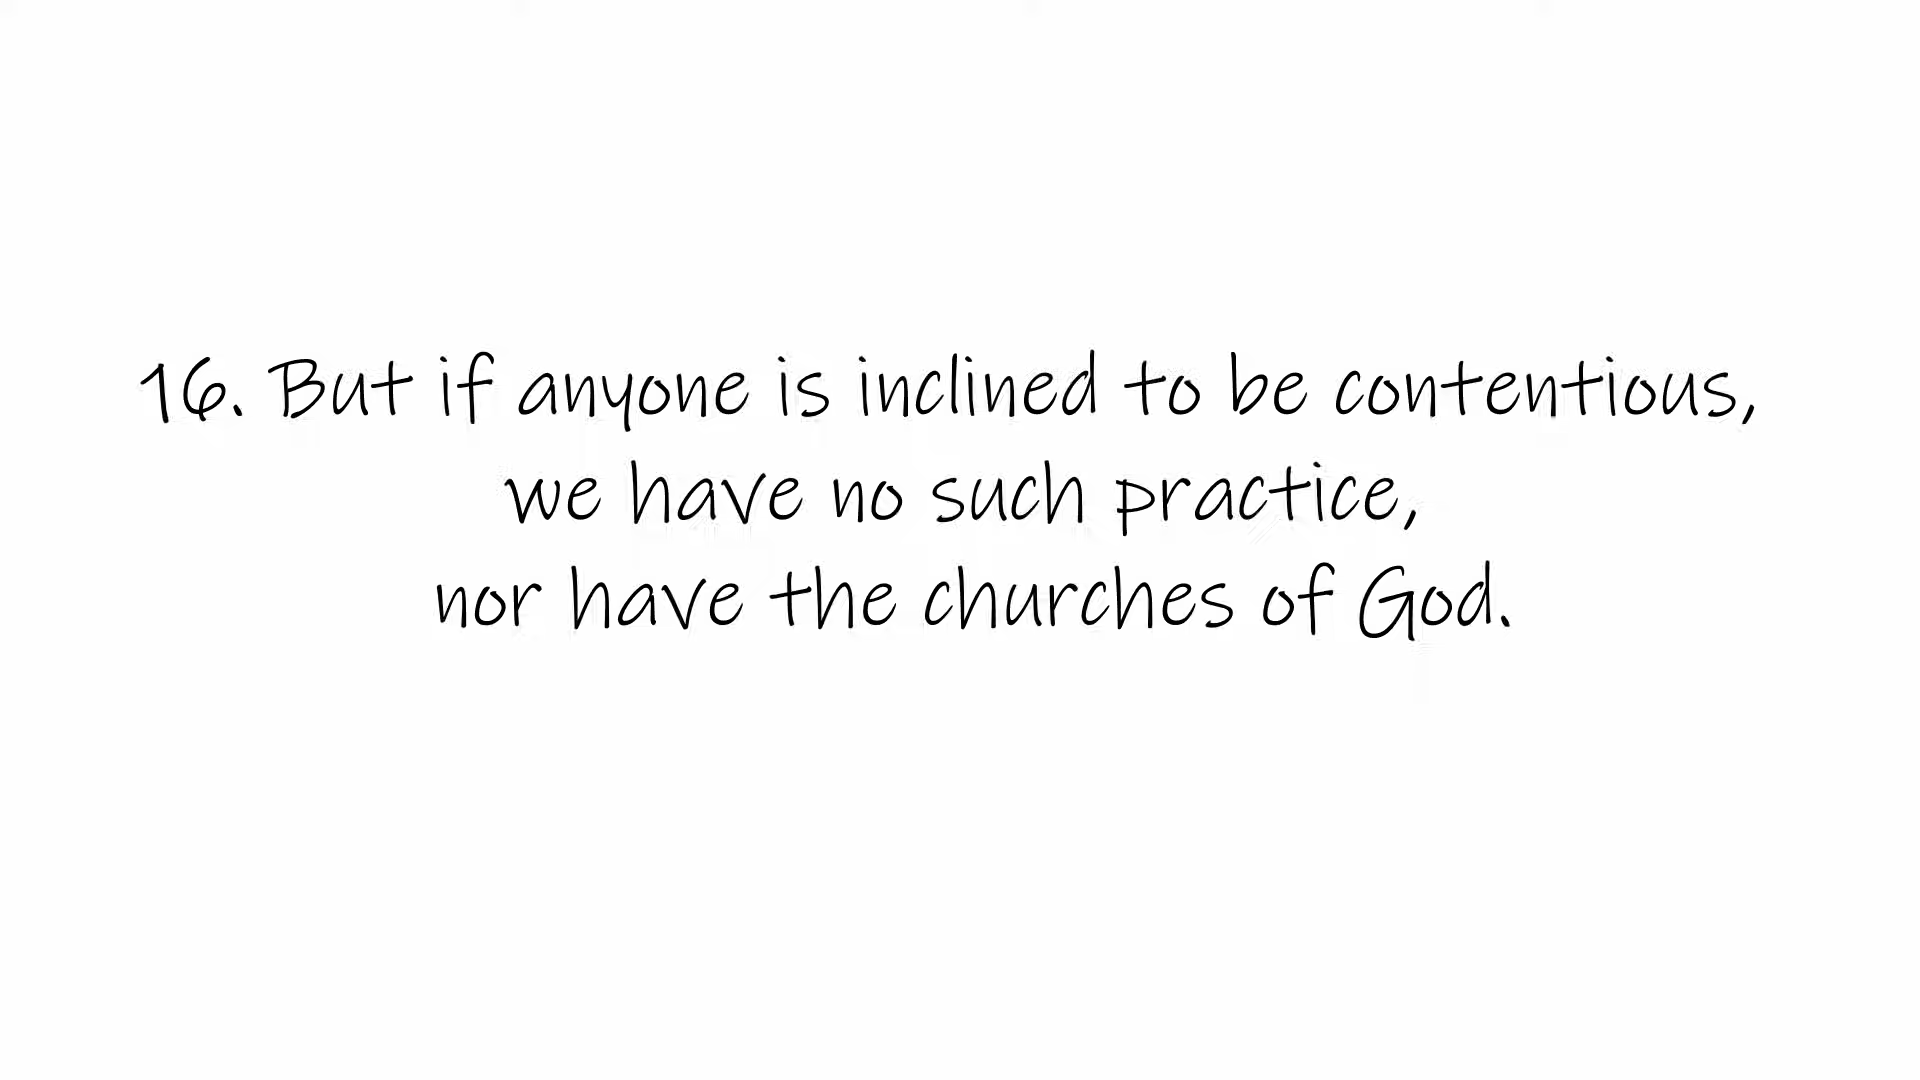 16. But if anyone is inclined to be contentious,
we have no such practice,
nor have the churches of God.